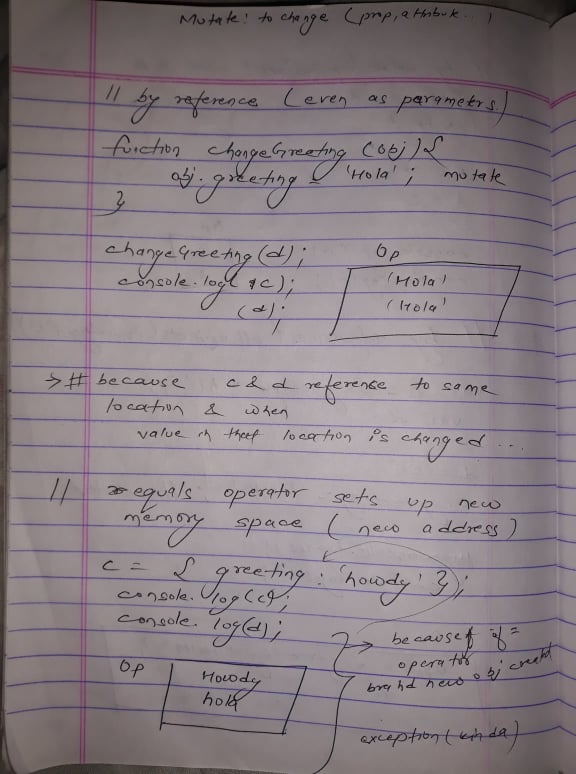 Mutate: to change (prop, attribute...)
// by reference (even as parameters)
function changeGreeting (obj) {
obj.greeting = 'Hola'; mutate
}
changeGreeting (d);
console.log(c);
(d);
Op
'Hola'
'Hola'
→ # because c & d reference to same
location & when
value in that location is changed ...
// equals operator sets up new
memory space ( new address)
c = { greeting : 'howdy' });
console.log(c);
console.log(d);
Op
Howdy
hola
because of =
operator
brand new obj created
exception (kinda)